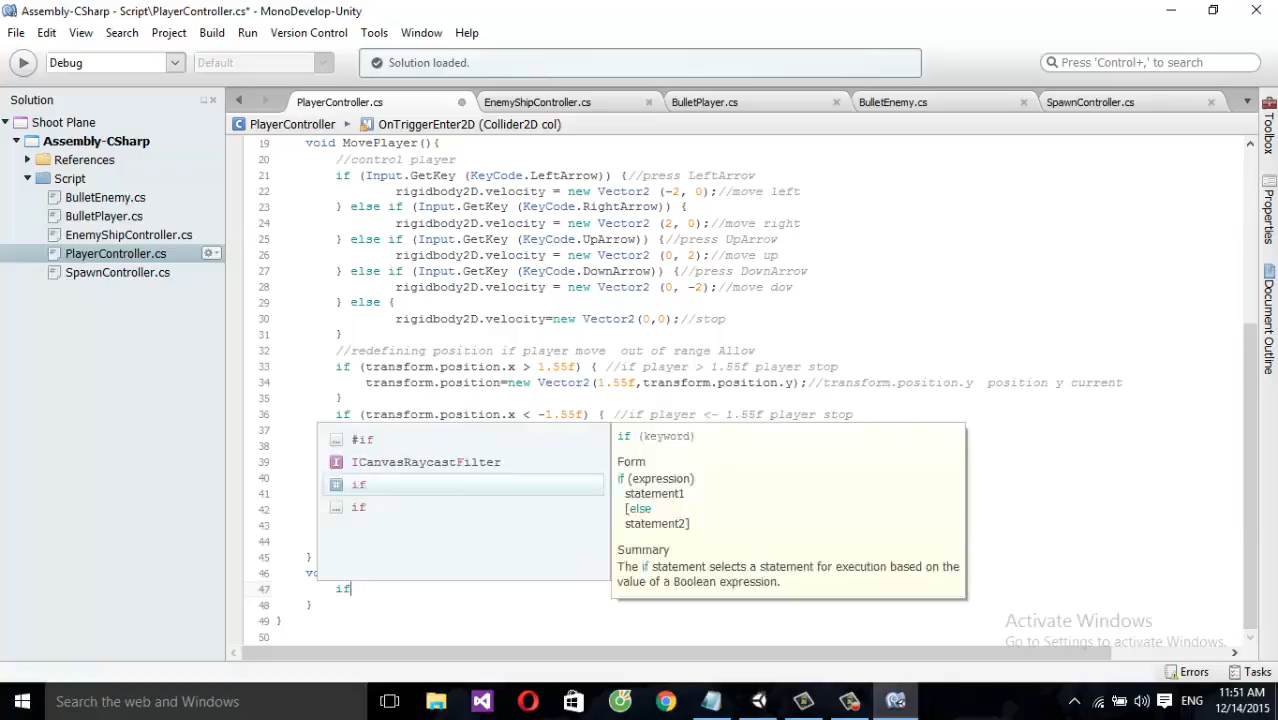 Assembly-CSharp - Script\PlayerController.cs* - MonoDevelop-Unity
File Edit View Search Project Build Run Version Control Tools Window Help
Debug Default Solution loaded. Press 'Control+,' to search
Solution PlayerController.cs EnemyShipController.cs BulletPlayer.cs BulletEnemy.cs SpawnController.cs
Shoot Plane
Assembly-CSharp
References
Script
BulletEnemy.cs
BulletPlayer.cs
EnemyShipController.cs
PlayerController.cs
SpawnController.cs
PlayerController OnTriggerEnter2D (Collider2D col)
19 void MovePlayer(){
20 //control player
21 if (Input.GetKey (KeyCode.LeftArrow)) {//press LeftArrow
22 rigidbody2D.velocity = new Vector2 (-2, 0);//move left
23 } else if (Input.GetKey (KeyCode.RightArrow)) {
24 rigidbody2D.velocity = new Vector2 (2, 0);//move right
25 } else if (Input.GetKey (KeyCode.UpArrow)) {//press UpArrow
26 rigidbody2D.velocity = new Vector2 (0, 2);//move up
27 } else if (Input.GetKey (KeyCode.DownArrow)) {//press DownArrow
28 rigidbody2D.velocity = new Vector2 (0, -2);//move dow
29 } else {
30 rigidbody2D.velocity=new Vector2(0,0);//stop
31 }
32 //redefining position if player move out of range Allow
33 if (transform.position.x > 1.55f) { //if player > 1.55f player stop
34 transform.position=new Vector2(1.55f,transform.position.y);//transform.position.y position y current
35 }
36 if (transform.position.x < -1.55f) { //if player <- 1.55f player stop
37
38
39
40
41
42
43
44
45 }
46
47 if
48 }
49 }
50
#if
ICanvasRaycastFilter
if
if
if (keyword)
Form
if (expression)
statement1
[else
statement2]
Summary
The if statement selects a statement for execution based on the
value of a Boolean expression.
Toolbox
Properties
Document Outline
Activate Windows
Go to Settings to activate Windows.
Errors Tasks
Search the web and Windows
ENG
11:51 AM
12/14/2015